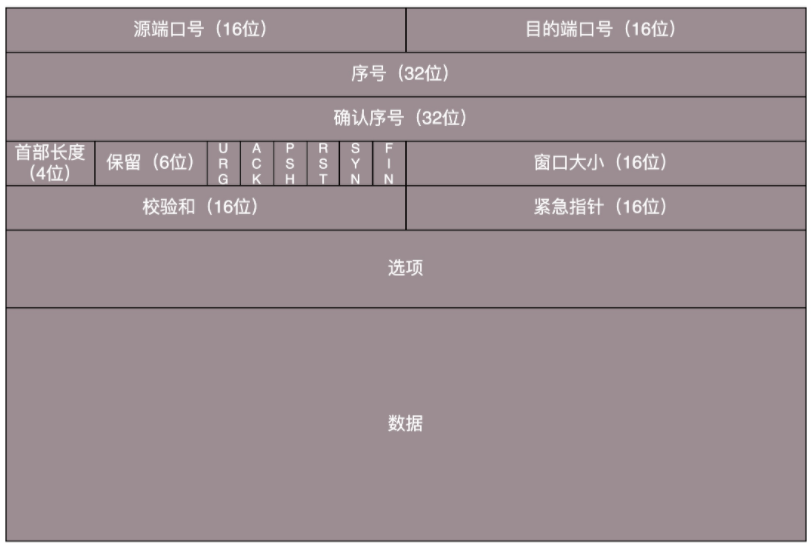 源端口号（16位） 目的端口号（16位）
序号（32位）
确认序号（32位）
首部长度
（4位）
保留（6位）
URG
ACK
PSH
RST
SYN
FIN
窗口大小（16位）
校验和（16位） 紧急指针（16位）
选项
数据